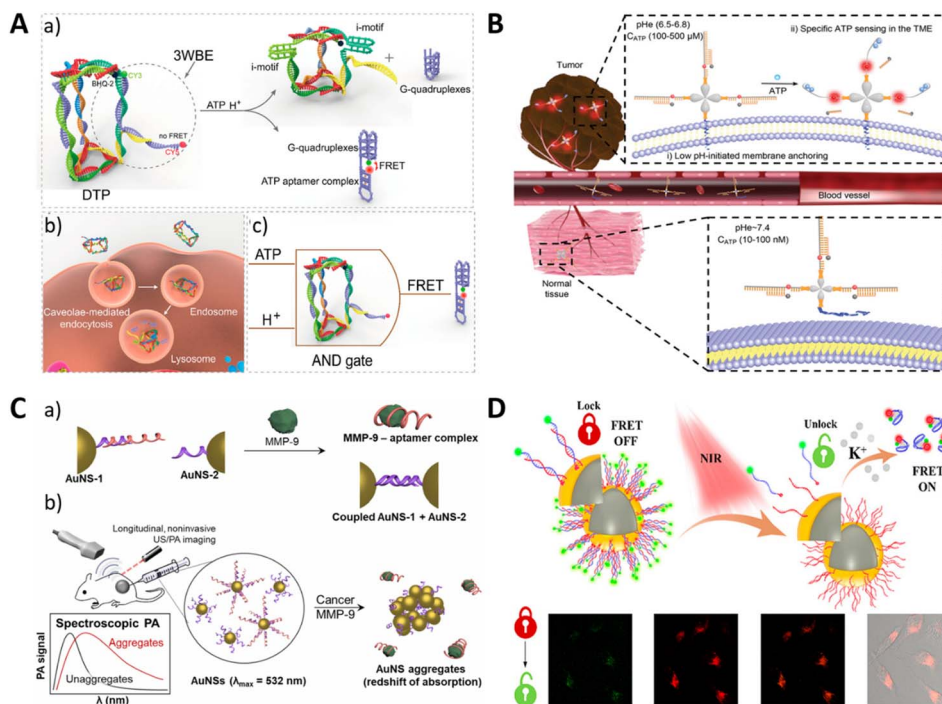 A
a)
3WBE
i-motif
i-motif
BHQ-2
CY3
ATP H⁺
+
G-quadruplexes
no FRET
CY5
DTP
G-quadruplexes
FRET
ATP aptamer complex
b)
Caveolae-mediated
endocytosis
Endosome
Lysosome
c)
ATP
H⁺
FRET
AND gate
B
Tumor
pHe (6.5-6.8)
C_ATP (100-500 μM)
ii) Specific ATP sensing in the TME
ATP
i) Low pH-initiated membrane anchoring
Blood vessel
Normal
tissue
pHe~7.4
C_ATP (10-100 nM)
C
a)
AuNS-1
AuNS-2
MMP-9
MMP-9 – aptamer complex
Coupled AuNS-1 + AuNS-2
b)
Longitudinal, noninvasive
US/PA imaging
Spectroscopic PA
Aggregates
Unaggregates
PA signal
λ (nm)
AuNSs (λmax = 532 nm)
Cancer
MMP-9
AuNS aggregates
(redshift of absorption)
D
Lock
FRET
OFF
NIR
Unlock
K⁺
FRET
ON